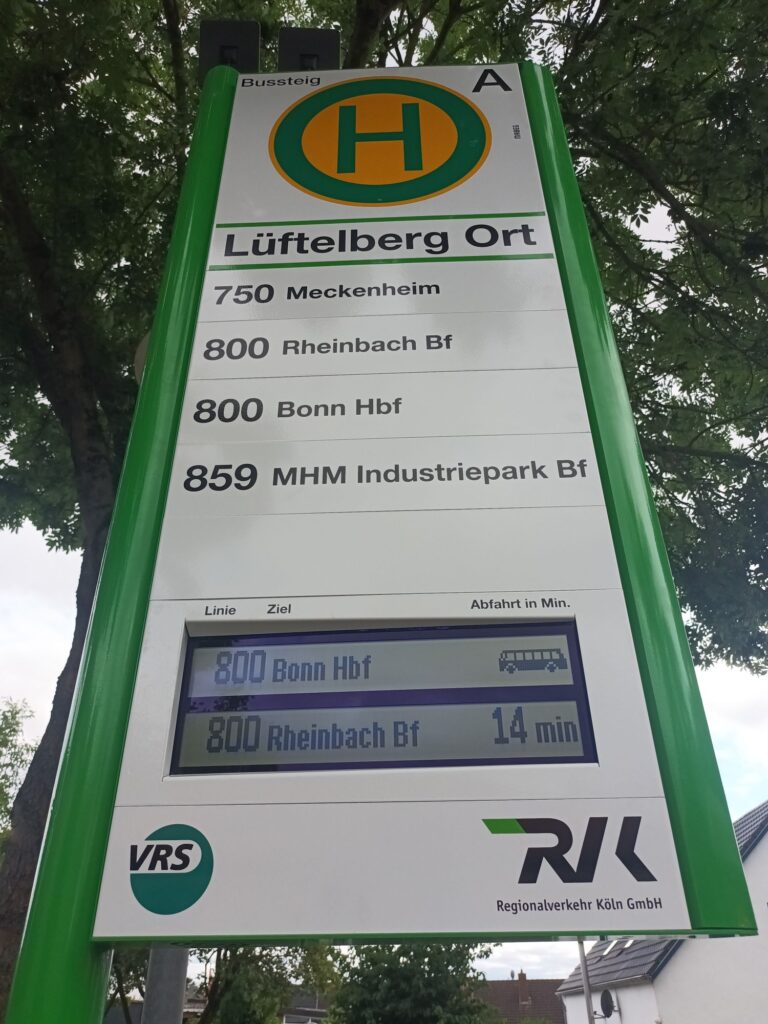 Bussteig A
H
Lüftelberg Ort
750 Meckenheim
800 Rheinbach Bf
800 Bonn Hbf
859 MHM Industriepark Bf
Linie Ziel Abfahrt in Min.
800 Bonn Hbf
800 Rheinbach Bf 14 min
VRS
RVK
Regionalverkehr Köln GmbH